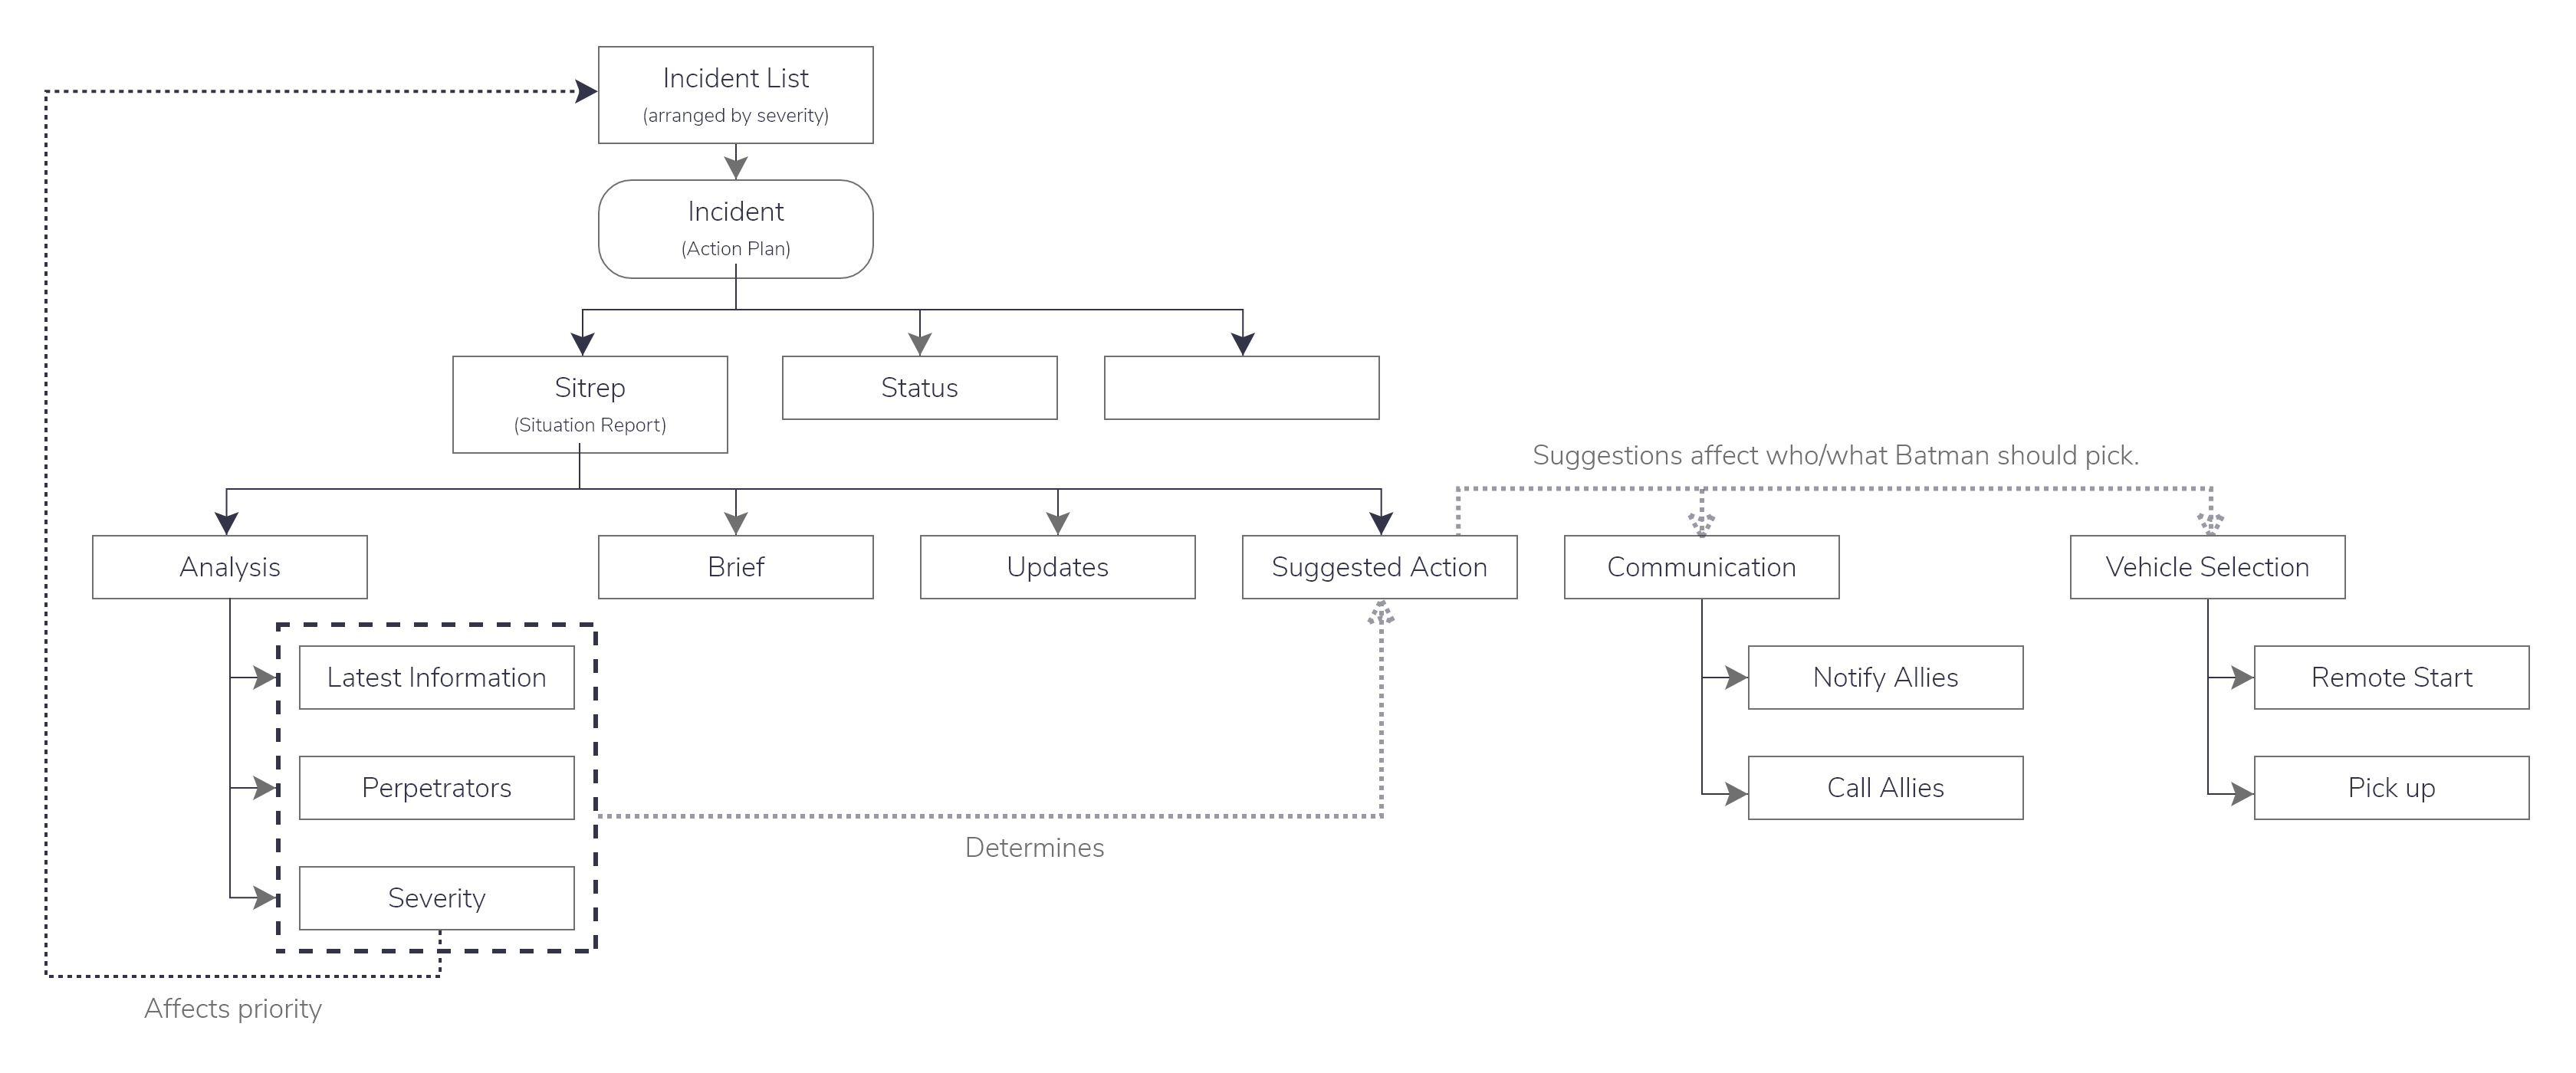 Incident List
(arranged by severity)
Incident
(Action Plan)
Sitrep
(Situation Report)
Status
Suggestions affect who/what Batman should pick.
Analysis
Brief
Updates
Suggested Action
Communication
Vehicle Selection
Latest Information
Notify Allies
Remote Start
Perpetrators
Call Allies
Pick up
Determines
Severity
Affects priority